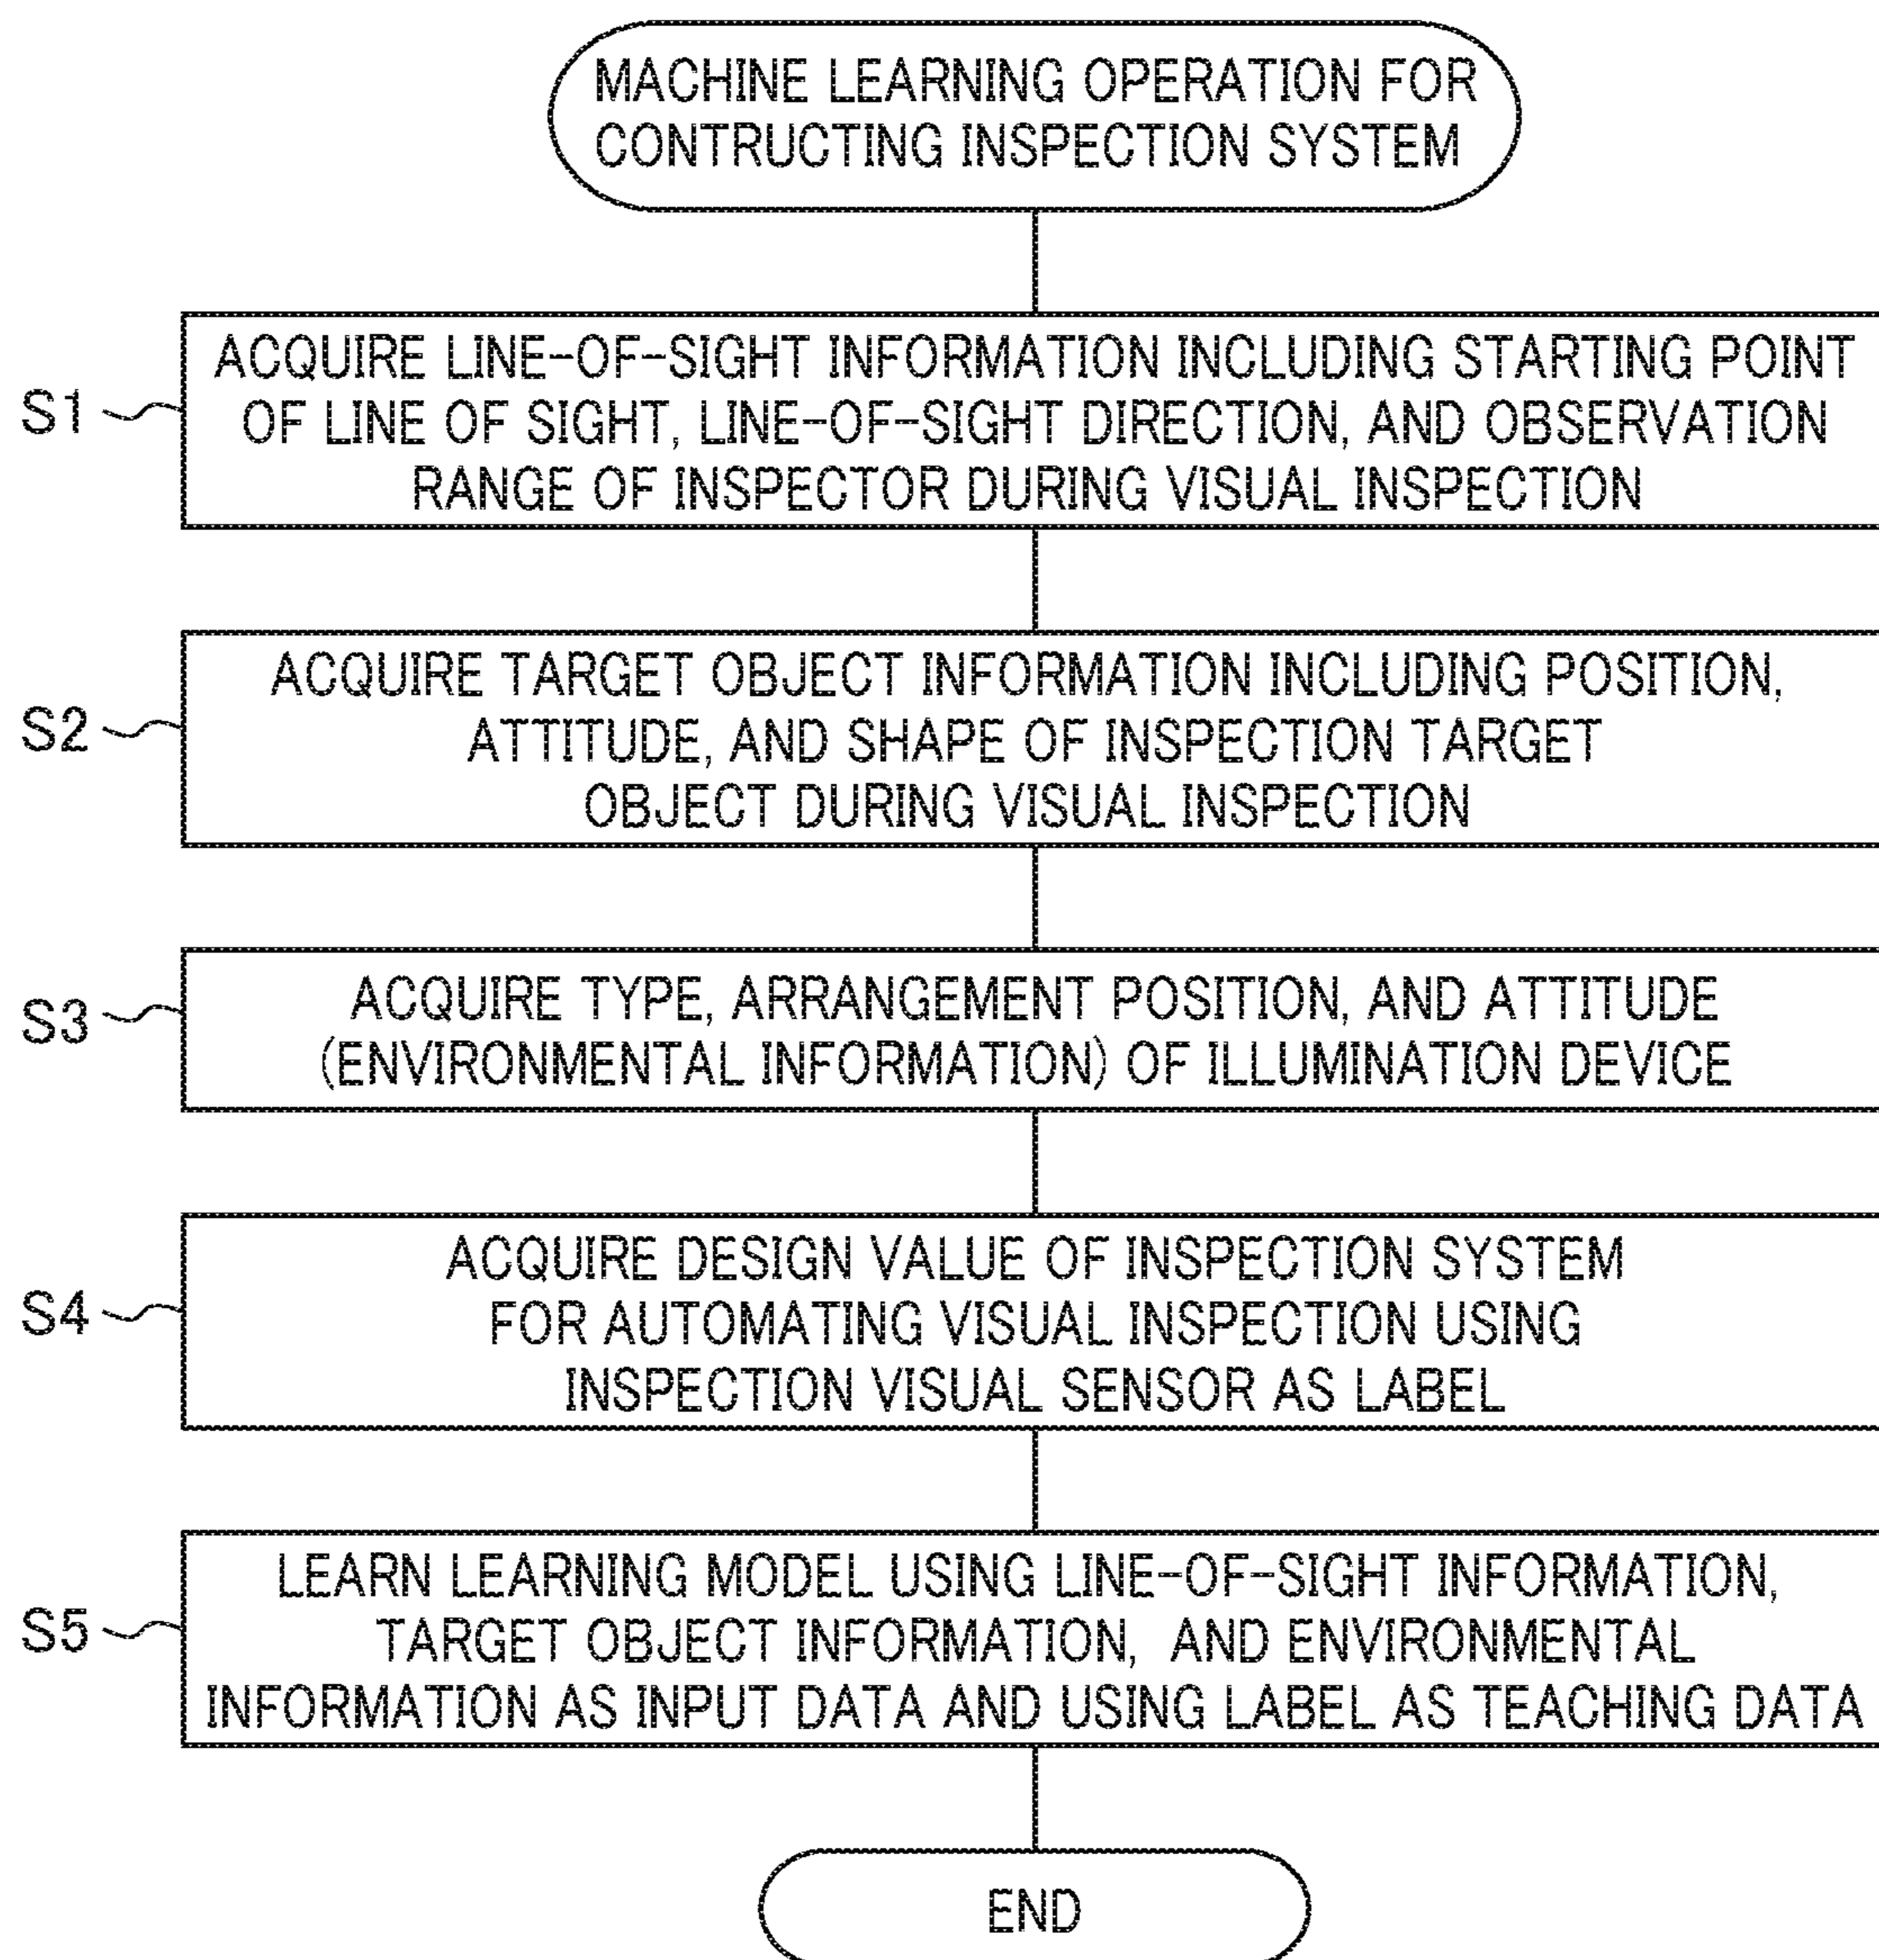 MACHINE LEARNING OPERATION FOR
CONTRUCTING INSPECTION SYSTEM
S1
ACQUIRE LINE-OF-SIGHT INFORMATION INCLUDING STARTING POINT
OF LINE OF SIGHT, LINE-OF-SIGHT DIRECTION, AND OBSERVATION
RANGE OF INSPECTOR DURING VISUAL INSPECTION
S2
ACQUIRE TARGET OBJECT INFORMATION INCLUDING POSITION,
ATTITUDE, AND SHAPE OF INSPECTION TARGET
OBJECT DURING VISUAL INSPECTION
S3
ACQUIRE TYPE, ARRANGEMENT POSITION, AND ATTITUDE
(ENVIRONMENTAL INFORMATION) OF ILLUMINATION DEVICE
S4
ACQUIRE DESIGN VALUE OF INSPECTION SYSTEM
FOR AUTOMATING VISUAL INSPECTION USING
INSPECTION VISUAL SENSOR AS LABEL
S5
LEARN LEARNING MODEL USING LINE-OF-SIGHT INFORMATION,
TARGET OBJECT INFORMATION, AND ENVIRONMENTAL
INFORMATION AS INPUT DATA AND USING LABEL AS TEACHING DATA
END